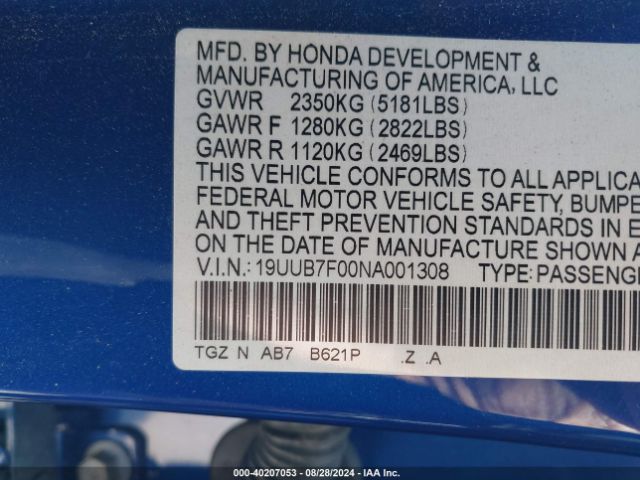 MFD. BY HONDA DEVELOPMENT &
MANUFACTURING OF AMERICA, LLC
GVWR 2350KG (5181LBS)
GAWR F 1280KG (2822LBS)
GAWR R 1120KG (2469LBS)
THIS VEHICLE CONFORMS TO ALL APPLICA
FEDERAL MOTOR VEHICLE SAFETY, BUMPE
AND THEFT PREVENTION STANDARDS IN E
ON THE DATE OF MANUFACTURE SHOWN A
V.I.N.: 19UUB7F00NA001308 TYPE: PASSENGE
TGZ N AB7 B621P .Z .A
000-40207053 — 08/28/2024 — IAA Inc.